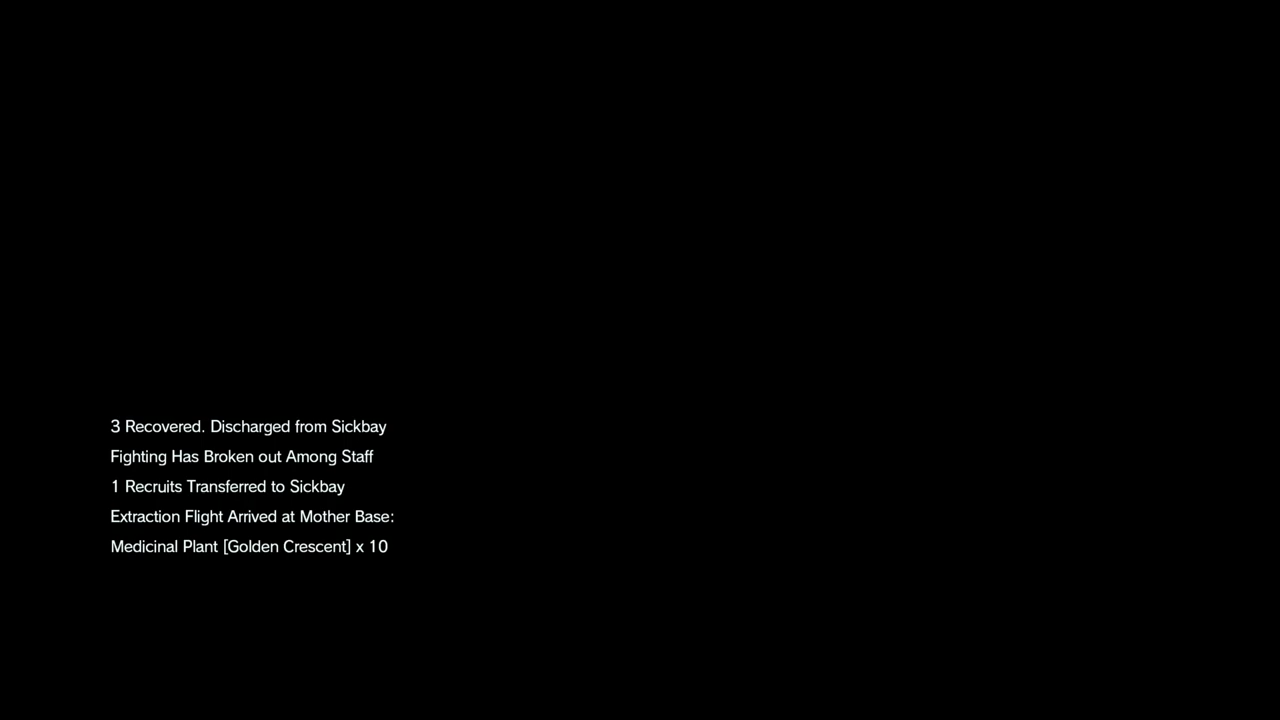 3 Recovered. Discharged from Sickbay
Fighting Has Broken out Among Staff
1 Recruits Transferred to Sickbay
Extraction Flight Arrived at Mother Base:
Medicinal Plant [Golden Crescent] x 10